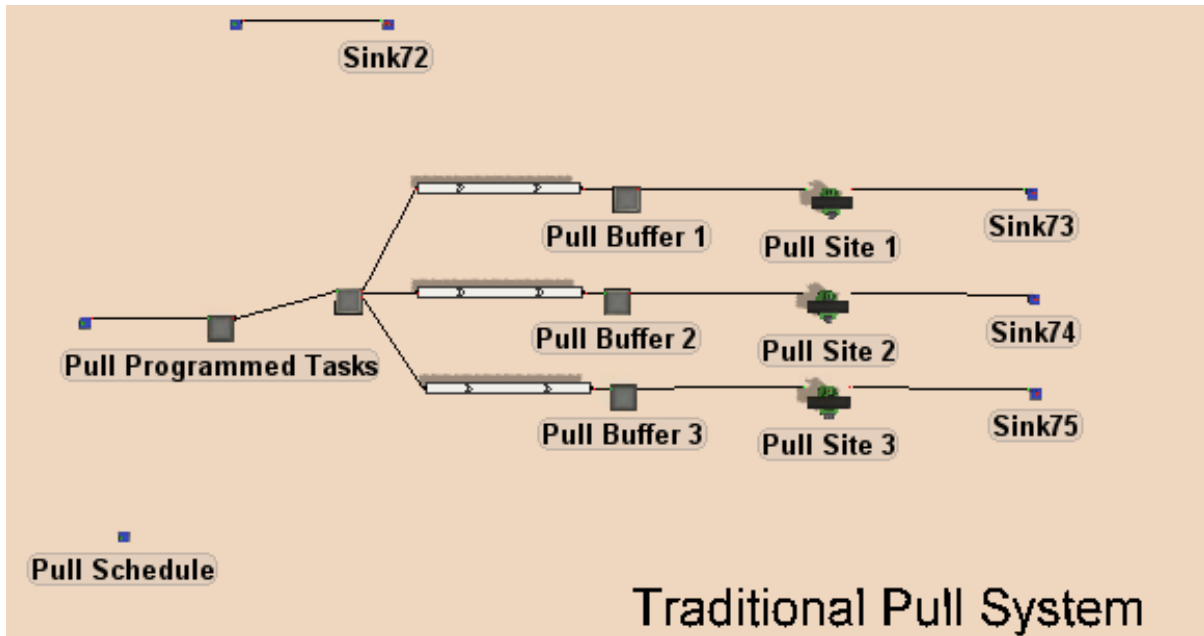 Sink72
Pull Buffer 1
Pull Site 1
Sink73
Pull Programmed Tasks
Pull Buffer 2
Pull Site 2
Sink74
Pull Buffer 3
Pull Site 3
Sink75
Pull Schedule
Traditional Pull System